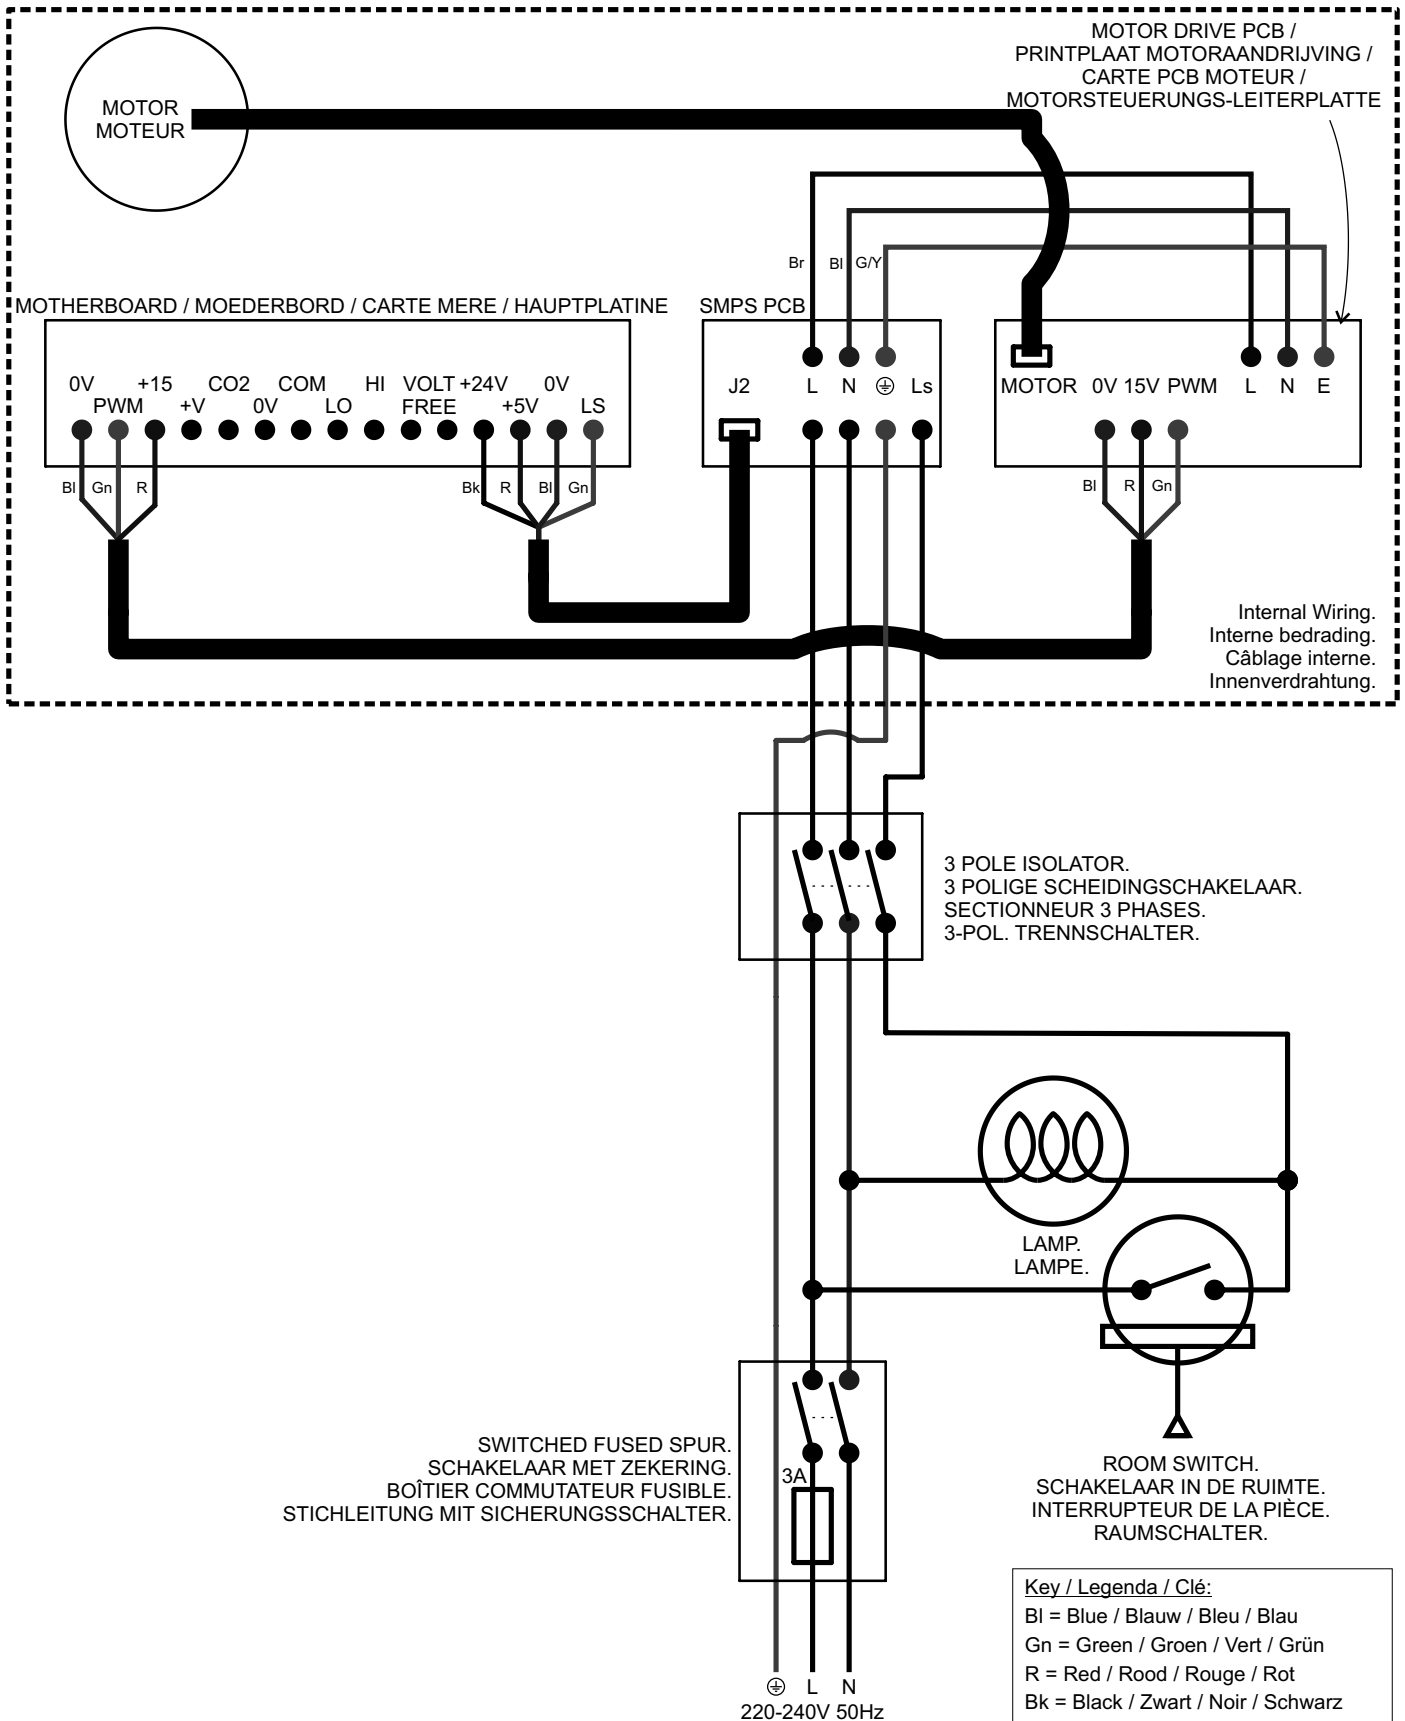 MOTOR DRIVE PCB /
PRINTPLAAT MOTORAANDRIJVING /
CARTE PCB MOTEUR /
MOTORSTEUERUNGS-LEITERPLATTE
MOTOR
MOTEUR
Br Bl G/Y
MOTHERBOARD / MOEDERBORD / CARTE MERE / HAUPTPLATINE
SMPS PCB
0V +15 CO2 COM HI VOLT +24V 0V
PWM +V 0V LO FREE +5V LS
J2 L N Ls
MOTOR 0V 15V PWM L N E
Bl Gn R
Bk R Bl Gn
Bl R Gn
Internal Wiring.
Interne bedrading.
Câblage interne.
Innenverdrahtung.
3 POLE ISOLATOR.
3 POLIGE SCHEIDINGSCHAKELAAR.
SECTIONNEUR 3 PHASES.
3-POL. TRENNSCHALTER.
LAMP.
LAMPE.
SWITCHED FUSED SPUR.
SCHAKELAAR MET ZEKERING.
BOÎTIER COMMUTATEUR FUSIBLE.
STICHLEITUNG MIT SICHERUNGSSCHALTER.
3A
ROOM SWITCH.
SCHAKELAAR IN DE RUIMTE.
INTERRUPTEUR DE LA PIÈCE.
RAUMSCHALTER.
L N
220-240V 50Hz
Key / Legenda / Clé:
Bl = Blue / Blauw / Bleu / Blau
Gn = Green / Groen / Vert / Grün
R = Red / Rood / Rouge / Rot
Bk = Black / Zwart / Noir / Schwarz